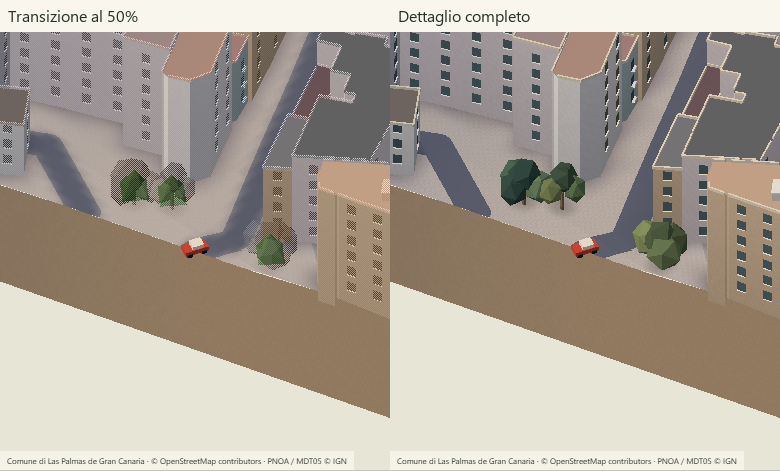 Transizione al 50%
Dettaglio completo
Comune di Las Palmas de Gran Canaria · © OpenStreetMap contributors · PNOA / MDT05 © IGN
Comune di Las Palmas de Gran Canaria · © OpenStreetMap contributors · PNOA / MDT05 © IGN